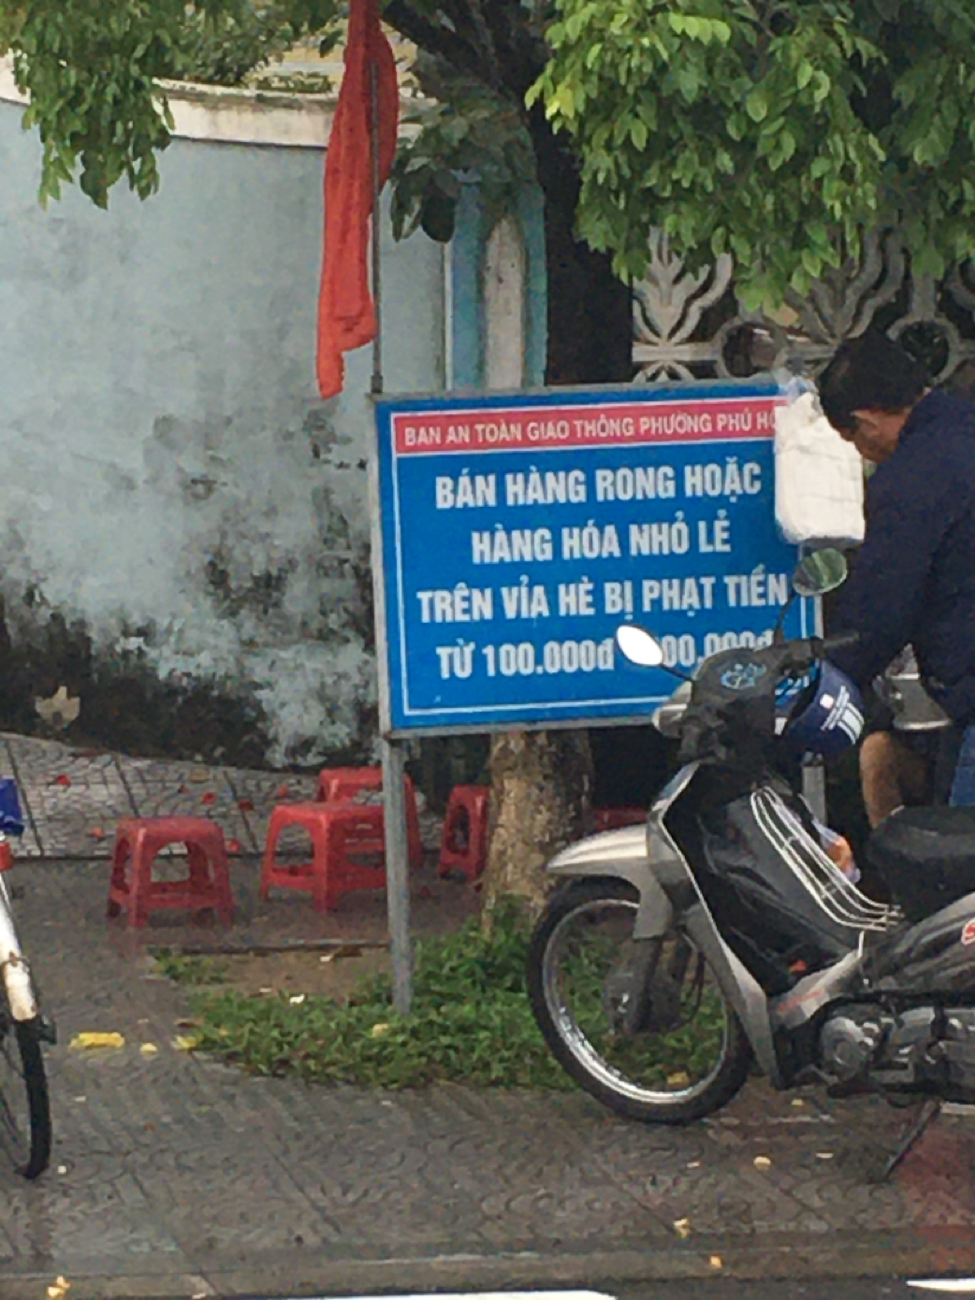 BAN AN TOÀN GIAO THÔNG PHƯỜNG PHÚ
BÁN HÀNG RONG HOẶC
HÀNG HÓA NHỎ LẺ
TRÊN VỈA HÈ BỊ PHẠT TIỀN
TỪ 100.000đ